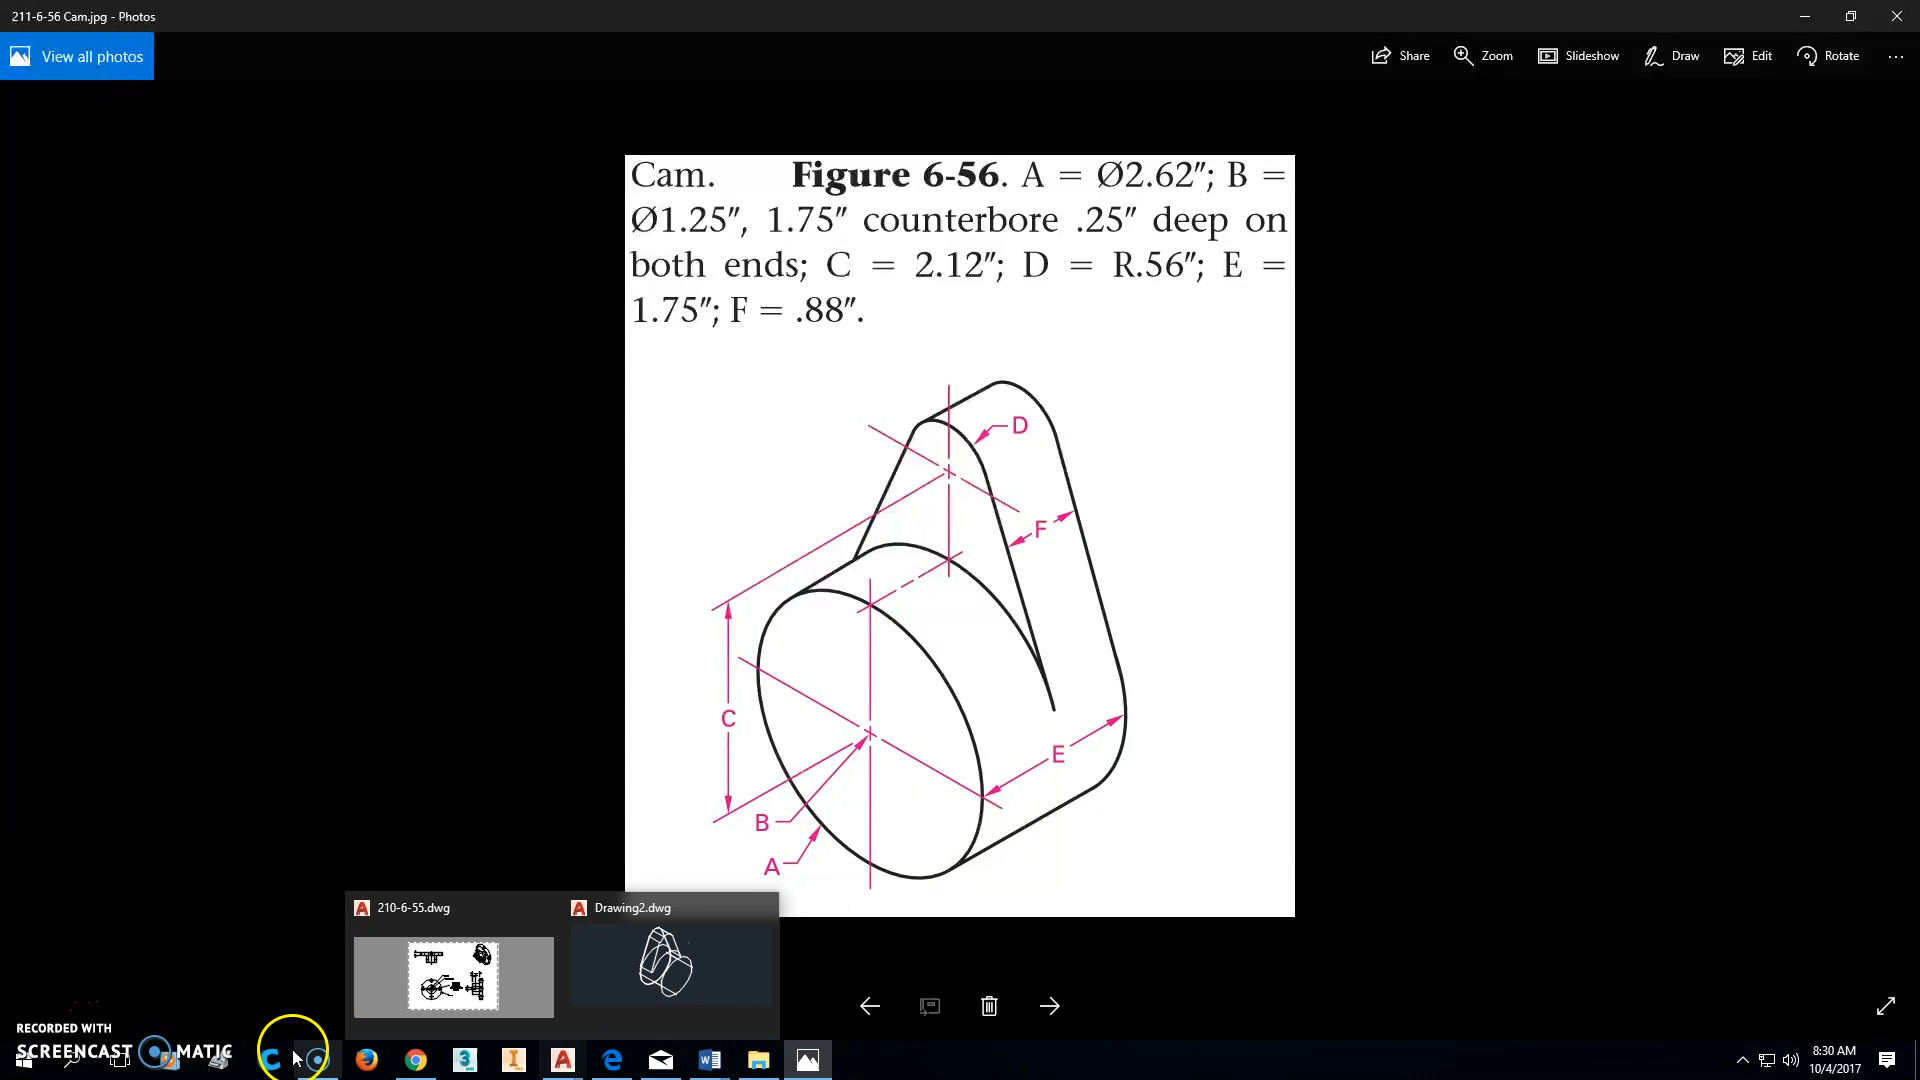 211-6-56 Cam.jpg - Photos
View all photos
Share
Zoom
Slideshow
Draw
Edit
Rotate
Cam. Figure 6-56. A = Ø2.62″; B =
Ø1.25″, 1.75″ counterbore .25″ deep on
both ends; C = 2.12″; D = R.56″; E =
1.75″; F = .88″.
D
F
C
E
B
A
210-6-55.dwg
Drawing2.dwg
RECORDED WITH
SCREENCAST MATIC
8:30 AM
10/4/2017